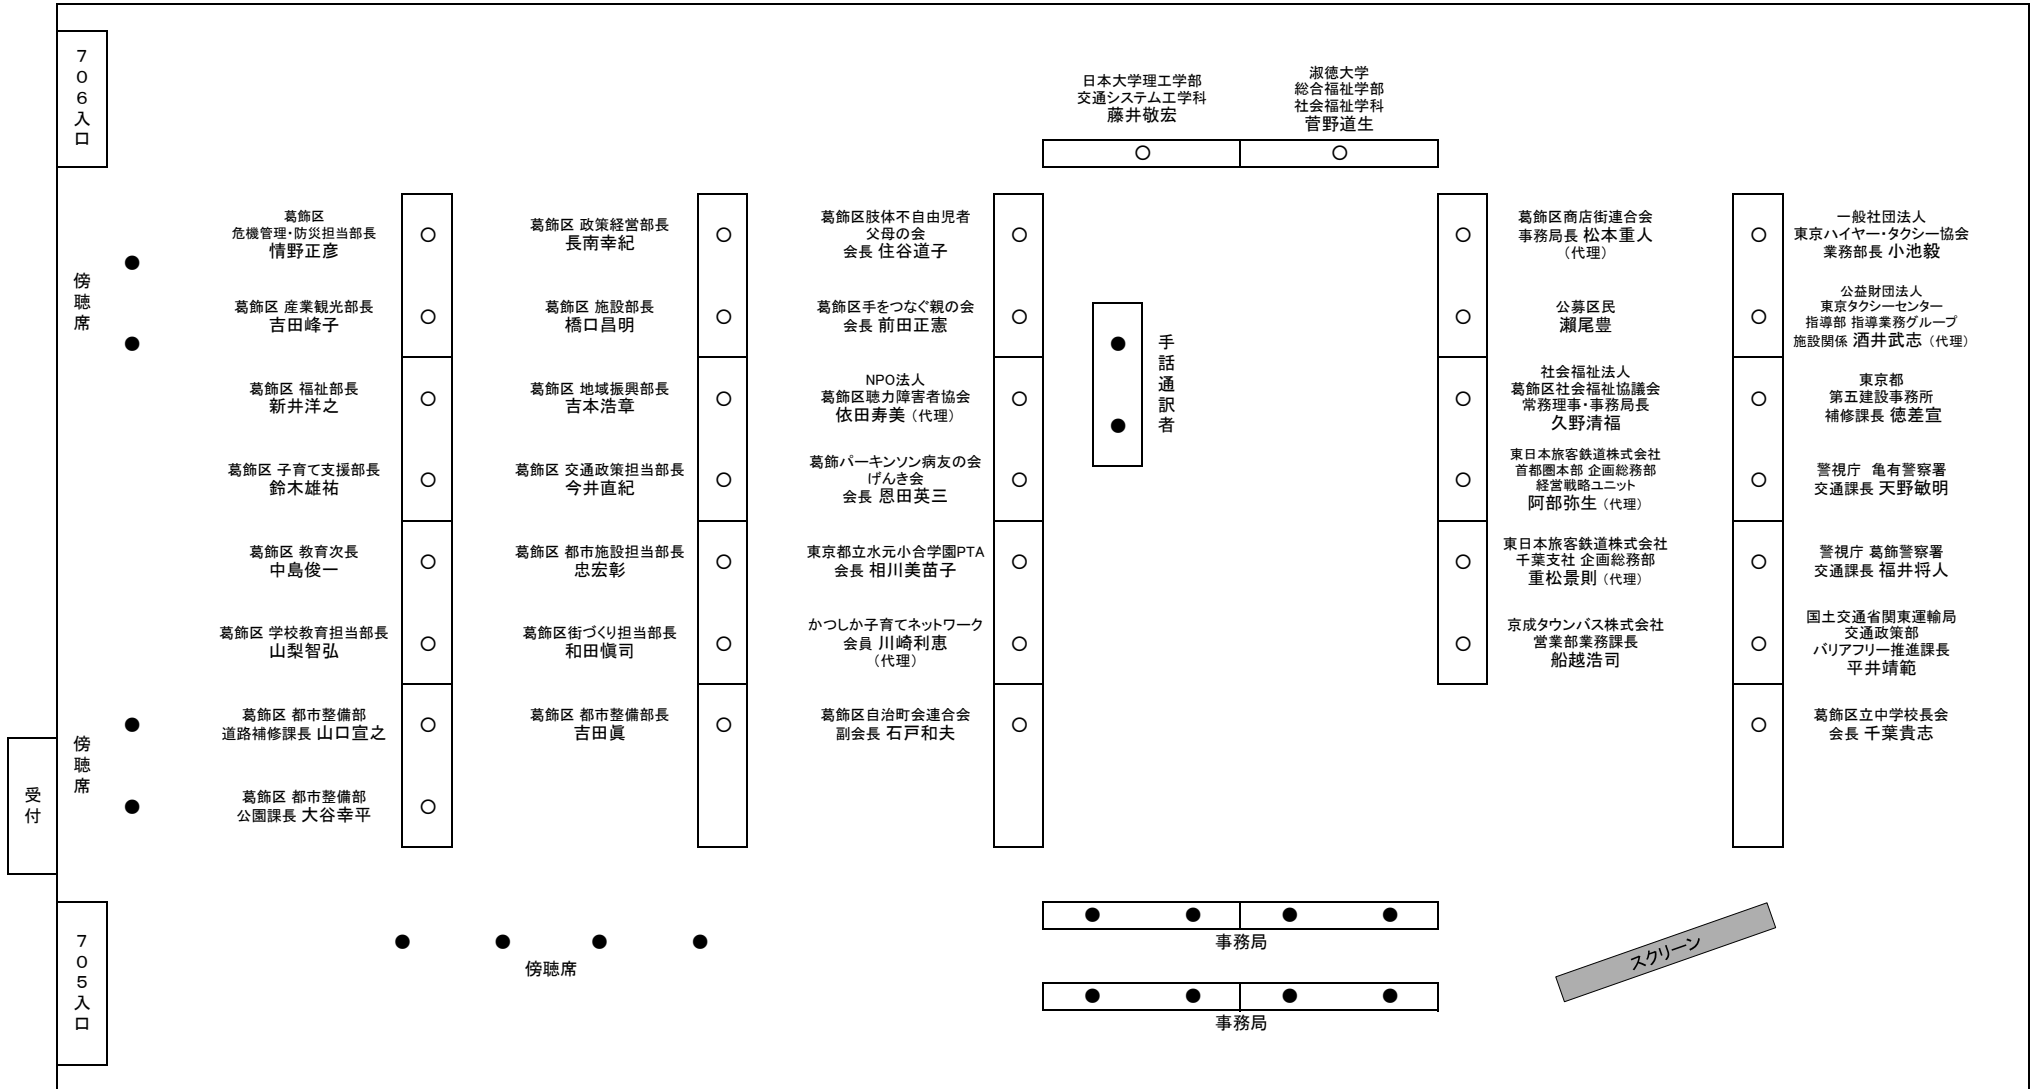 706入口
日本大学理工学部
交通システム工学科
藤井敬宏
淑徳大学
総合福祉学部
社会福祉学科
菅野道生
傍聴席
葛飾区
危機管理・防災担当部長
情野正彦
葛飾区 産業観光部長
吉田峰子
葛飾区 福祉部長
新井洋之
葛飾区 子育て支援部長
鈴木雄祐
葛飾区 教育次長
中島俊一
葛飾区 学校教育担当部長
山梨智弘
葛飾区 都市整備部
道路補修課長 山口宣之
葛飾区 都市整備部
公園課長 大谷幸平
葛飾区 政策経営部長
長南幸紀
葛飾区 施設部長
橋口昌明
葛飾区 地域振興部長
吉本浩章
葛飾区 交通政策担当部長
今井直紀
葛飾区 都市施設担当部長
忠宏彰
葛飾区街づくり担当部長
和田愼司
葛飾区 都市整備部長
吉田眞
葛飾区肢体不自由児者
父母の会
会長 住谷道子
葛飾区手をつなぐ親の会
会長 前田正憲
NPO法人
葛飾区聴力障害者協会
依田寿美（代理）
葛飾パーキンソン病友の会
げんき会
会長 恩田英三
東京都立水元小合学園PTA
会長 相川美苗子
かつしか子育てネットワーク
会員 川崎利恵
（代理）
葛飾区自治町会連合会
副会長 石戸和夫
手話通訳者
葛飾区商店街連合会
事務局長 松本重人
（代理）
公募区民
瀨尾豊
社会福祉法人
葛飾区社会福祉協議会
常務理事・事務局長
久野清福
東日本旅客鉄道株式会社
首都圏本部 企画総務部
経営戦略ユニット
阿部弥生（代理）
東日本旅客鉄道株式会社
千葉支社 企画総務部
重松景則（代理）
京成タウンバス株式会社
営業部業務課長
船越浩司
一般社団法人
東京ハイヤー・タクシー協会
業務部長 小池毅
公益財団法人
東京タクシーセンター
指導部 指導業務グループ
施設関係 酒井武志（代理）
東京都
第五建設事務所
補修課長 徳差宣
警視庁　亀有警察署
交通課長 天野敏明
警視庁 葛飾警察署
交通課長 福井将人
国土交通省関東運輸局
交通政策部
バリアフリー推進課長
平井靖範
葛飾区立中学校長会
会長 千葉貴志
傍聴席
受付
705入口
傍聴席
事務局
事務局
スクリーン